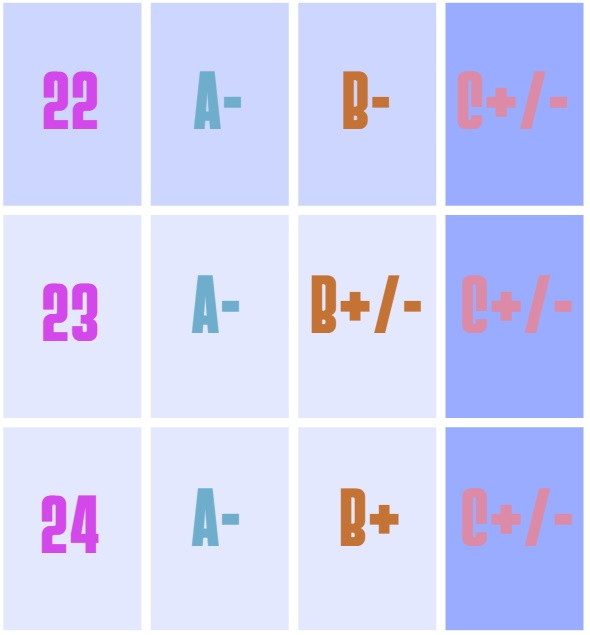 22 A- B- C+/-
23 A- B+/- C+/-
24 A- B+ C+/-